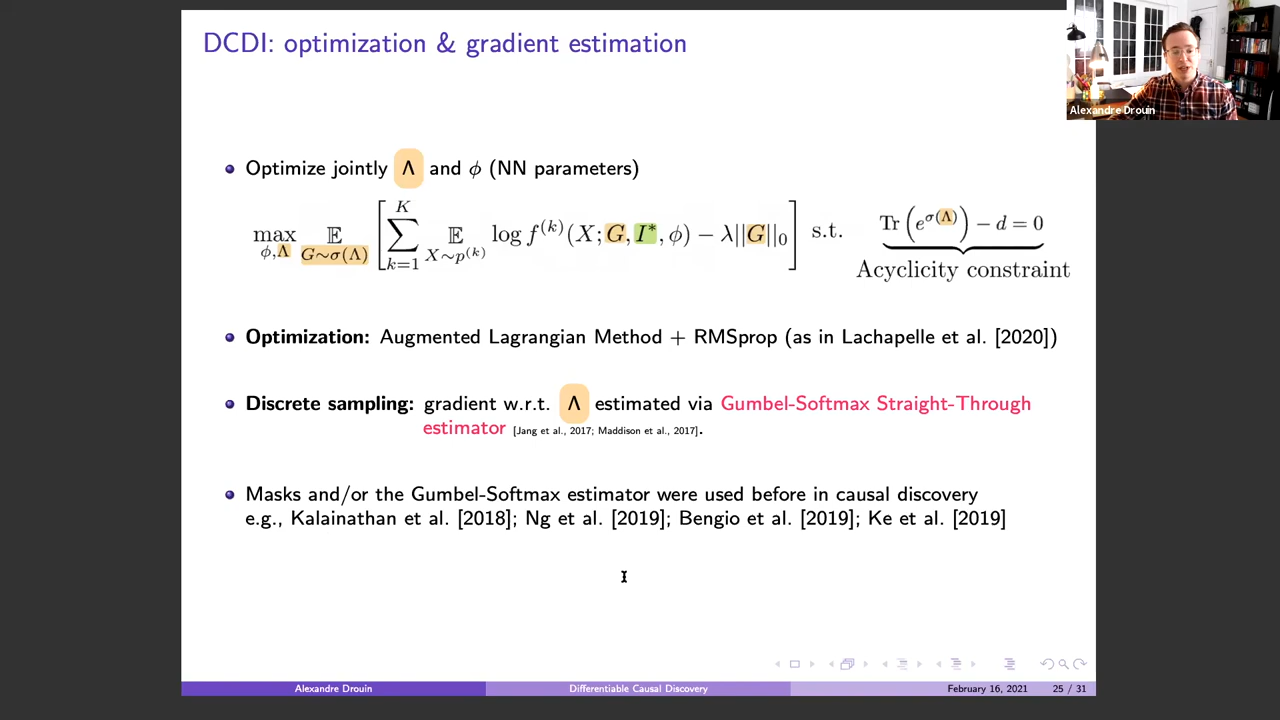 DCDI: optimization & gradient estimation
Alexandre Drouin
Optimize jointly Λ and ϕ (NN parameters)
max_{ϕ,Λ} 𝔼_{G∼σ(Λ)} [ ∑_{k=1}^{K} 𝔼_{X∼p^{(k)}} log f^{(k)}(X; G, I*, ϕ) − λ||G||_0 ] s.t. Tr(e^{σ(Λ)}) − d = 0
Acyclicity constraint
Optimization: Augmented Lagrangian Method + RMSprop (as in Lachapelle et al. [2020])
Discrete sampling: gradient w.r.t. Λ estimated via Gumbel-Softmax Straight-Through
estimator [Jang et al., 2017; Maddison et al., 2017].
Masks and/or the Gumbel-Softmax estimator were used before in causal discovery
e.g., Kalainathan et al. [2018]; Ng et al. [2019]; Bengio et al. [2019]; Ke et al. [2019]
Alexandre Drouin Differentiable Causal Discovery February 16, 2021 25 / 31